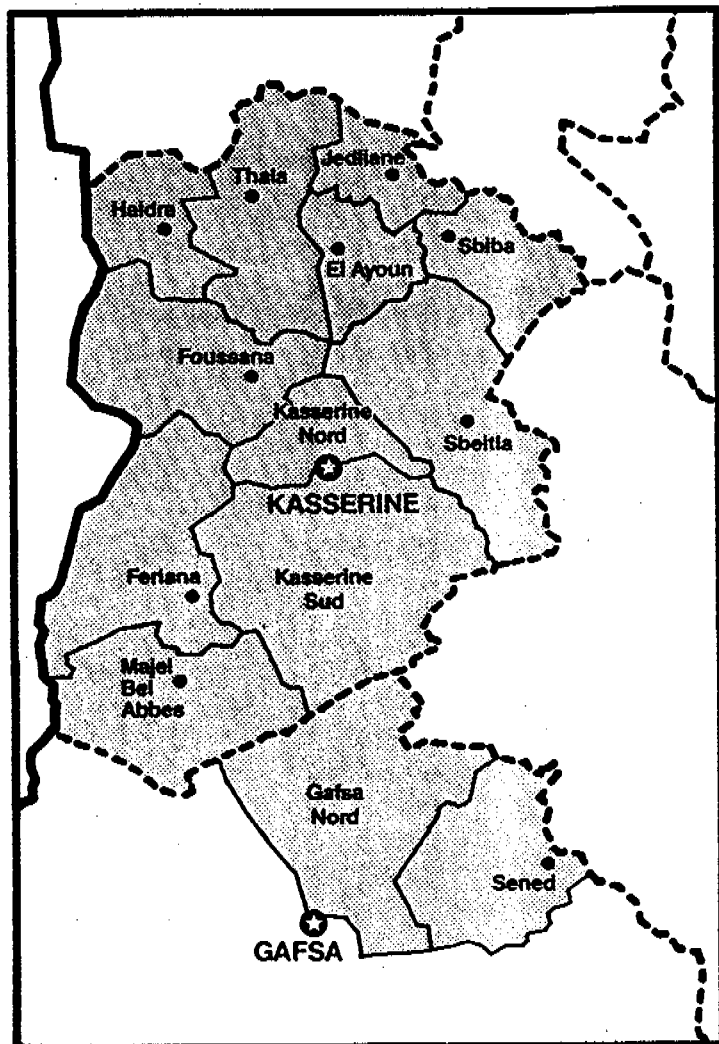 Jediiane
Thala
Haidra
Sbiba
El Ayoun
Foussana
Kasserine
Nord
Sbeitla
KASSERINE
Feriana
Kasserine
Sud
Majel
Bel
Abbes
Gafsa
Nord
Sened
GAFSA